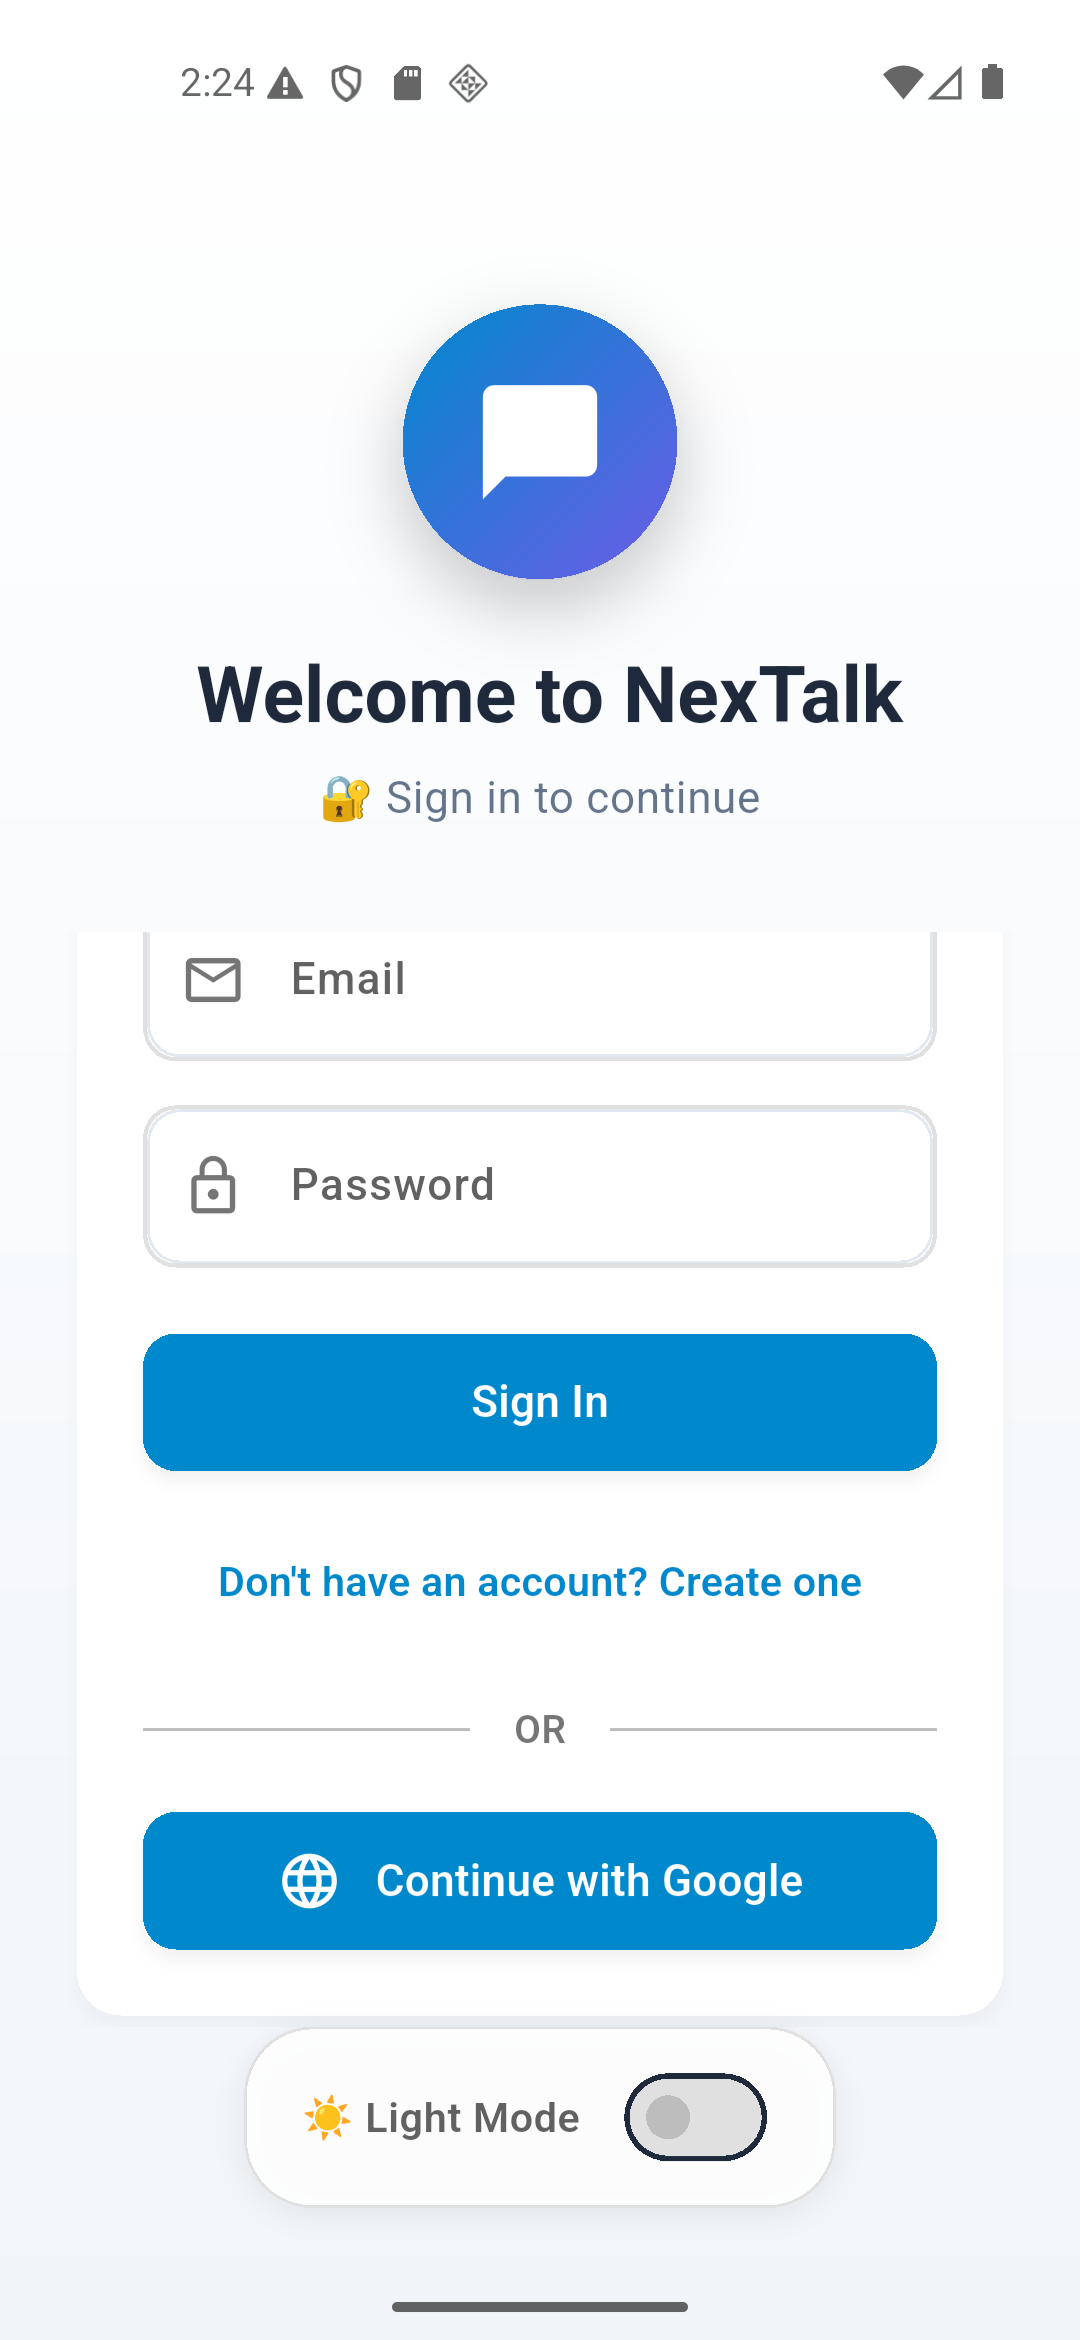 2:24
Welcome to NexTalk
🔐 Sign in to continue
Email
Password
Sign In
Don't have an account? Create one
OR
Continue with Google
☀️ Light Mode